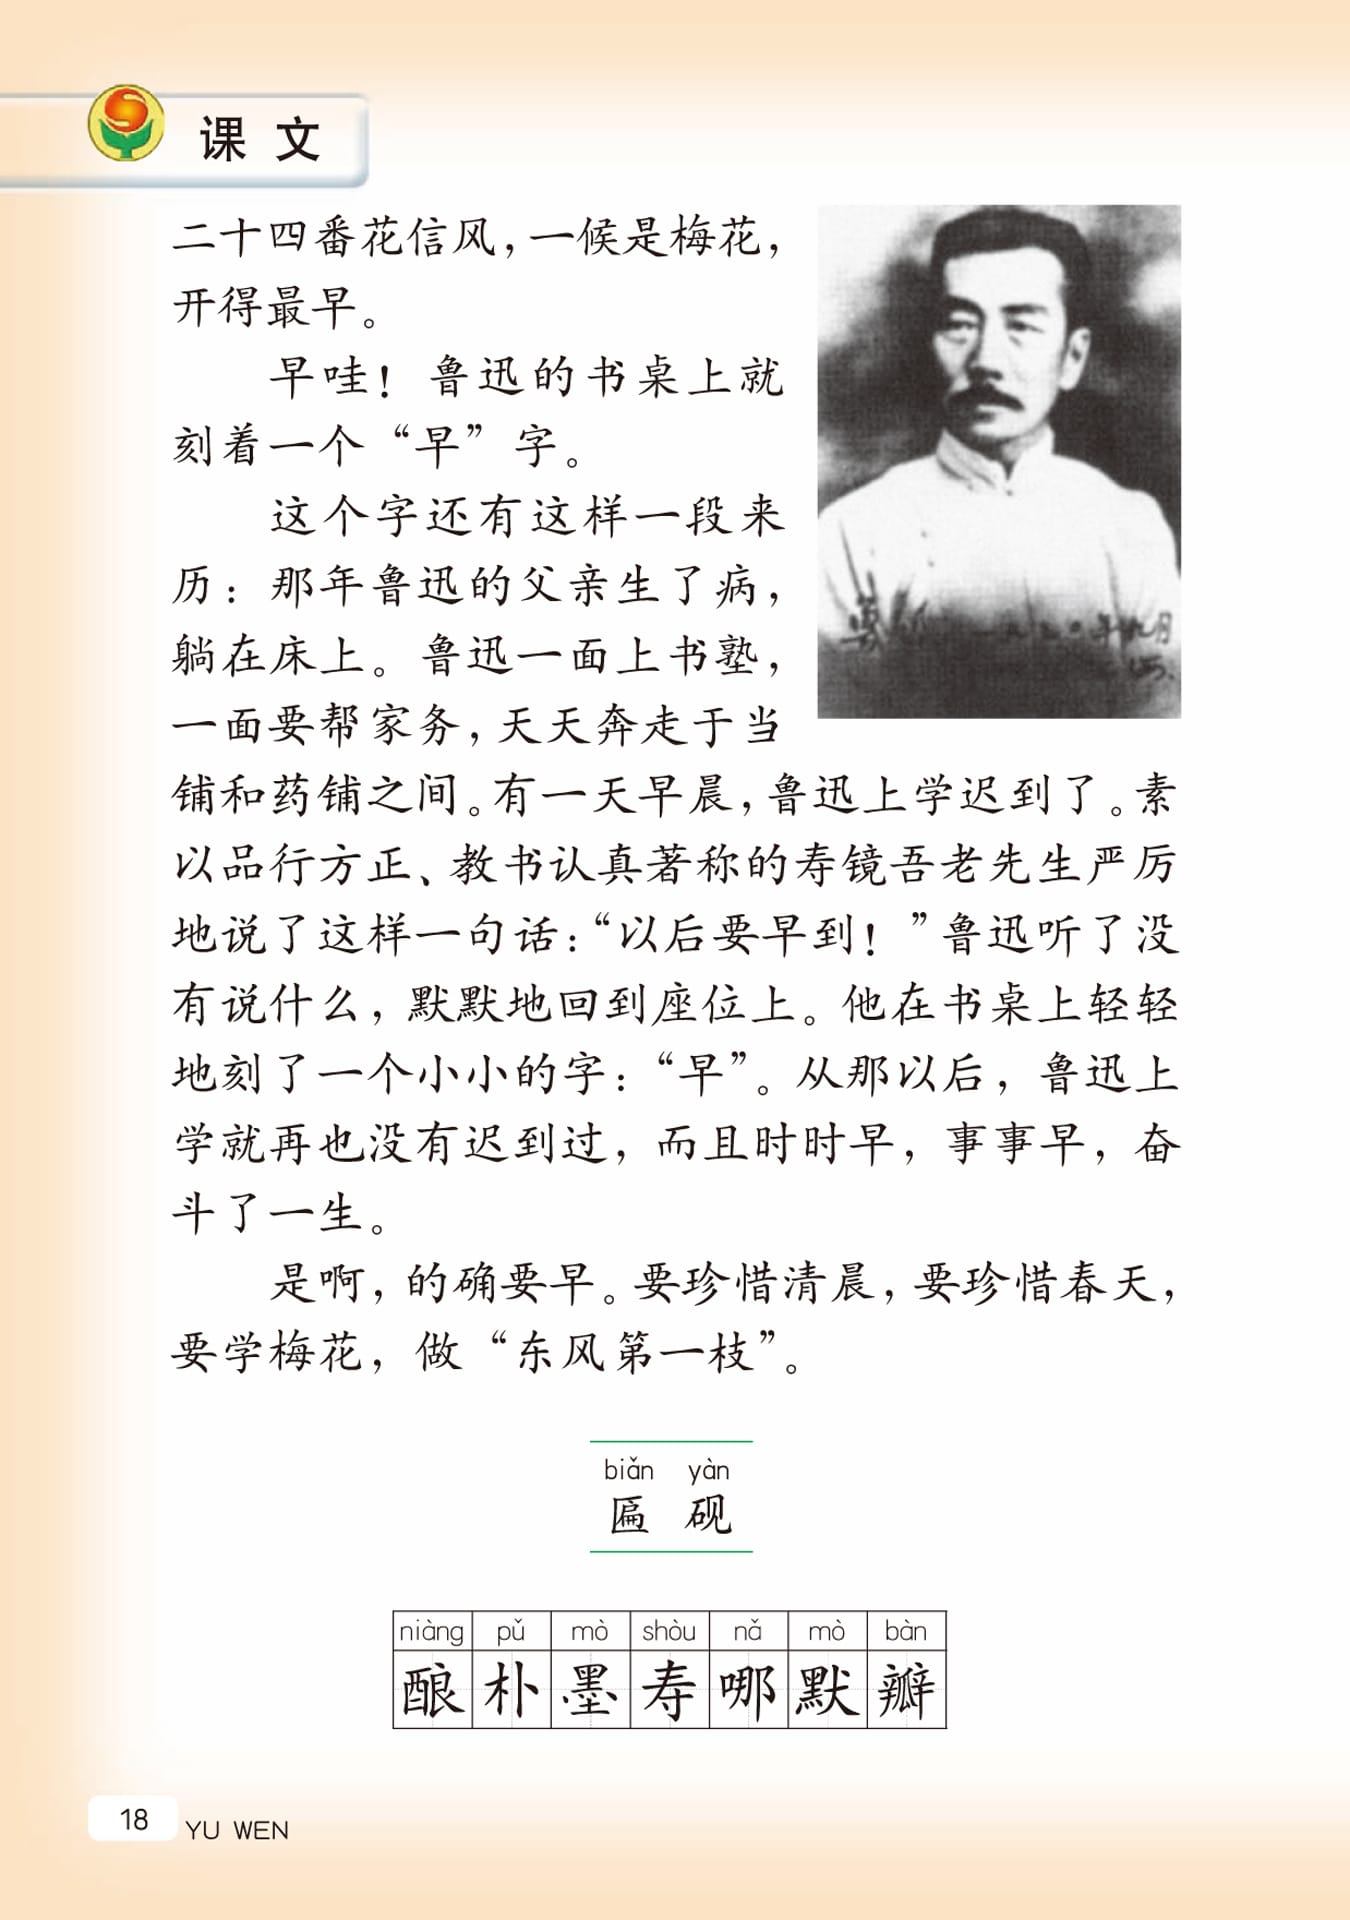 课文
二十四番花信风，一候是梅花，
开得最早。
早哇！鲁迅的书桌上就
刻着一个“早”字。
这个字还有这样一段来
历：那年鲁迅的父亲生了病，
躺在床上。鲁迅一面上书塾，
一面要帮家务，天天奔走于当
铺和药铺之间。有一天早晨，鲁迅上学迟到了。素
以品行方正、教书认真著称的寿镜吾老先生严厉
地说了这样一句话：“以后要早到！”鲁迅听了没
有说什么，默默地回到座位上。他在书桌上轻轻
地刻了一个小小的字：“早”。从那以后，鲁迅上
学就再也没有迟到过，而且时时早，事事早，奋
斗了一生。
是啊，的确要早。要珍惜清晨，要珍惜春天，
要学梅花，做“东风第一枝”。
biǎn yàn
匾 砚
niàng pǔ mò shòu nǎ mò bàn
酿 朴 墨 寿 哪 默 瓣
18 YU WEN